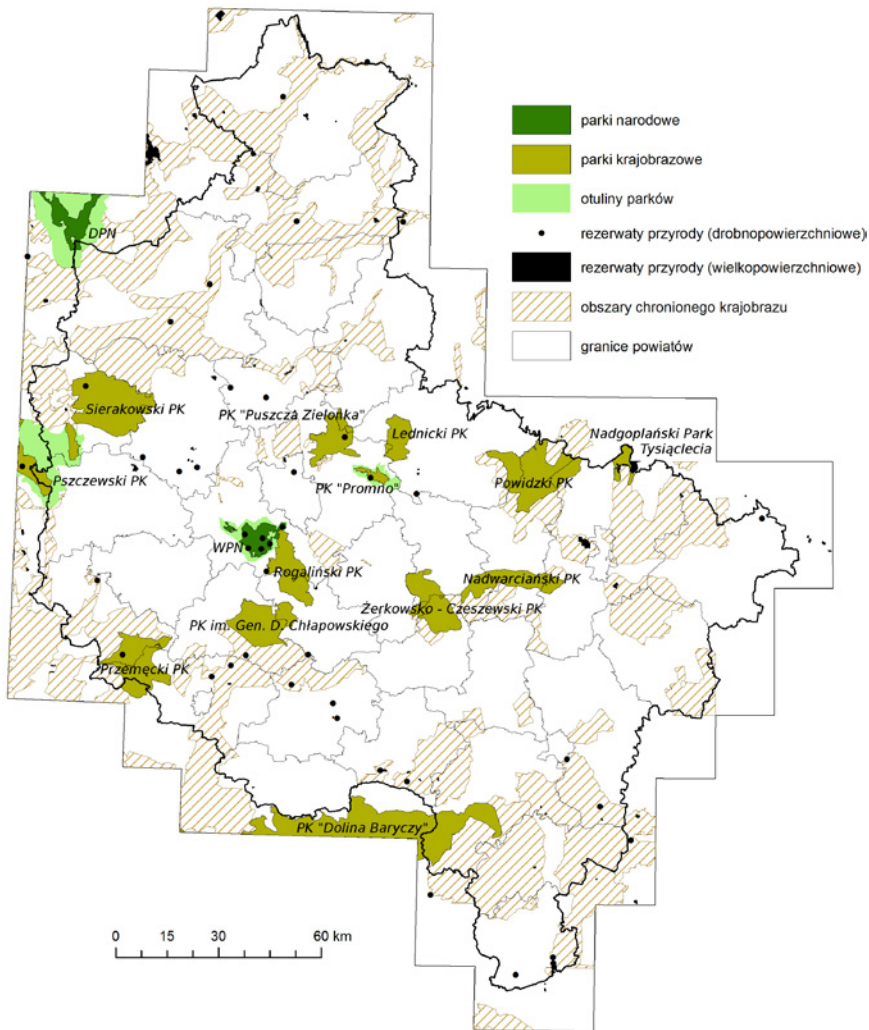 parki narodowe
parki krajobrazowe
otuliny parków
rezerwaty przyrody (drobnopowierzchniowe)
rezerwaty przyrody (wielkopowierzchniowe)
obszary chronionego krajobrazu
granice powiatów
DPN
Sierakowski PK
PK "Puszcza Zielonka"
Lednicki PK
Nadgoplański Park
Tysiąclecia
Pszczewski PK
PK "Promno"
Powidzki PK
WPN
Rogaliński PK
Nadwarciański PK
Żerkowsko - Czeszewski PK
PK im. Gen. D. Chłapowskiego
Przemęcki PK
PK "Dolina Baryczy"
0 15 30 60 km